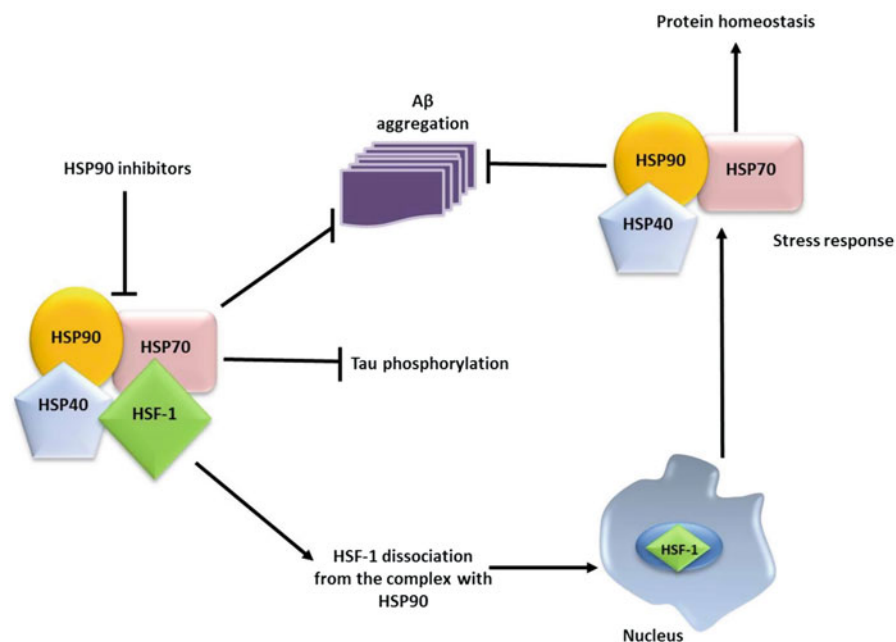 Protein homeostasis
Aβ
aggregation
HSP90 inhibitors
HSP90
HSP70
HSP40
Stress response
HSP90
HSP70
HSP40
HSF-1
Tau phosphorylation
HSF-1 dissociation
from the complex with
HSP90
HSF-1
Nucleus